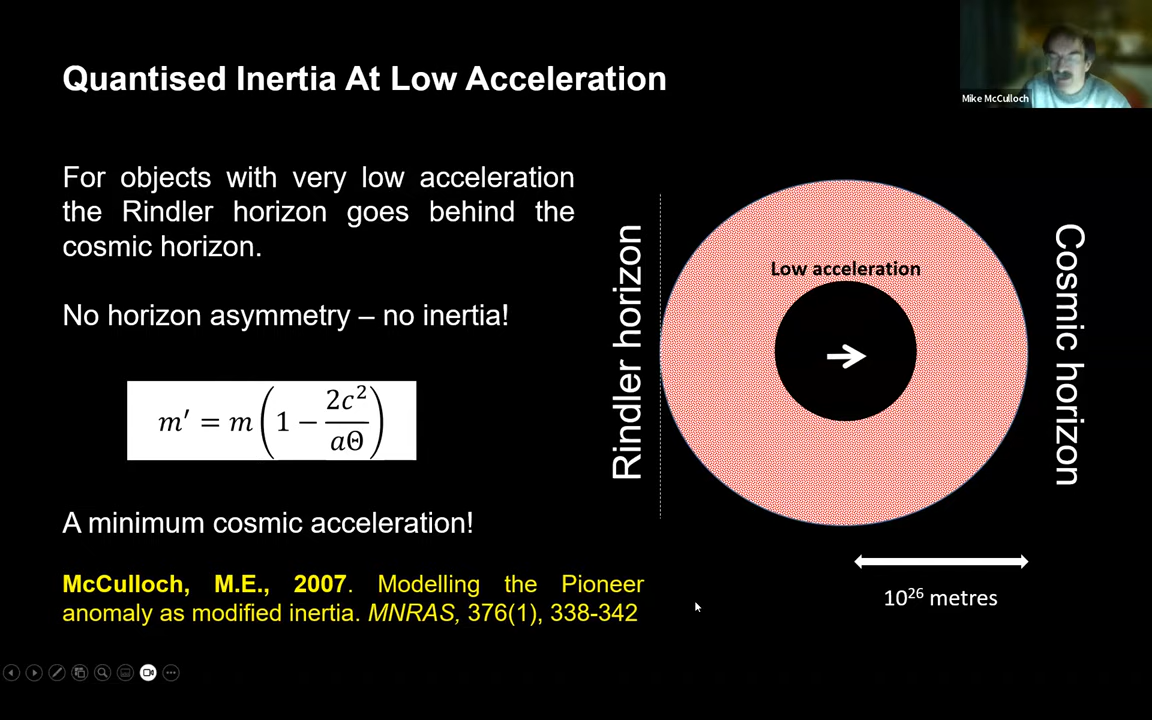 Quantised Inertia At Low Acceleration
Mike McCulloch
For objects with very low acceleration
the Rindler horizon goes behind the
cosmic horizon.
No horizon asymmetry – no inertia!
m′ = m(1 − 2c²/aΘ)
A minimum cosmic acceleration!
McCulloch, M.E., 2007. Modelling the Pioneer
anomaly as modified inertia. MNRAS, 376(1), 338-342
Rindler horizon
Low acceleration
Cosmic horizon
10²⁶ metres